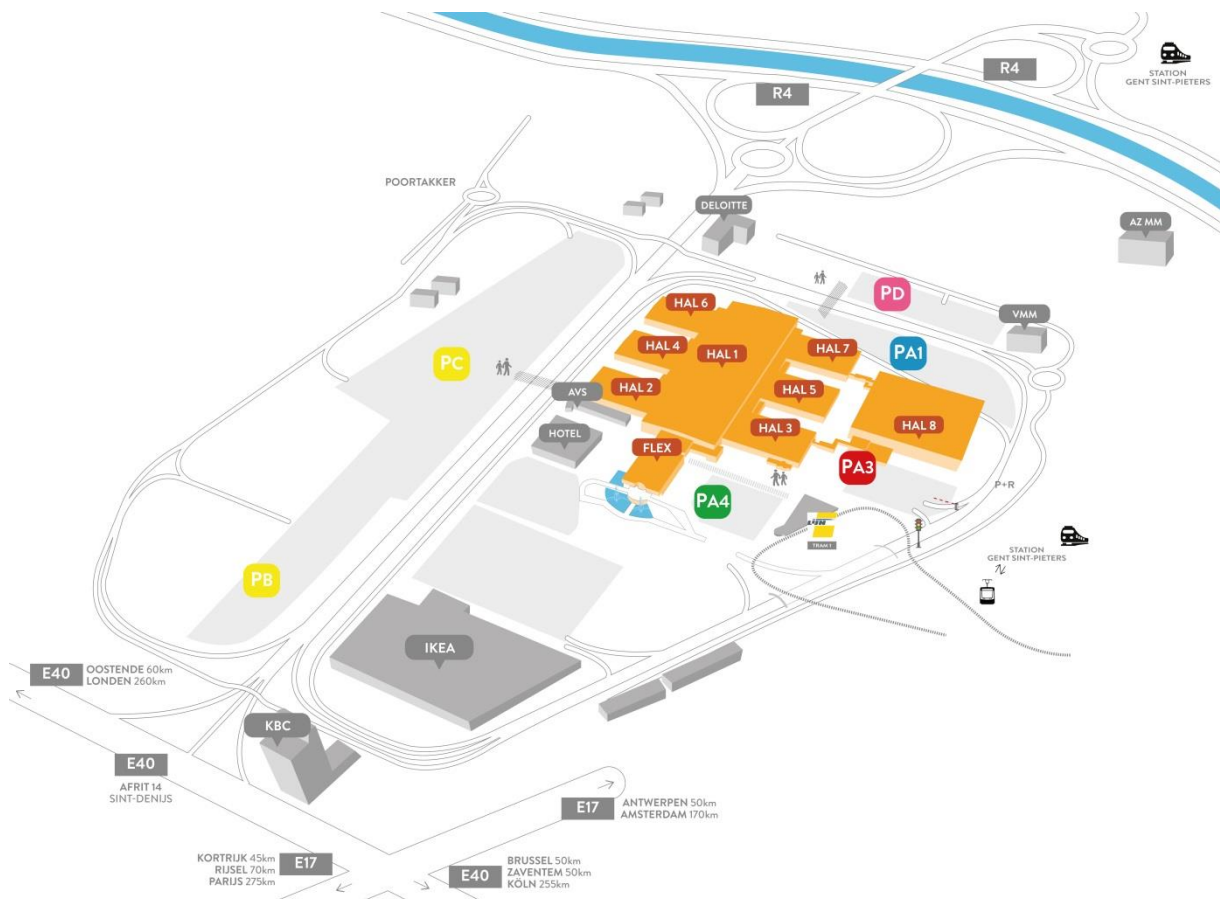 R4
R4
STATION
GENT SINT-PIETERS
POORTAKKER
DELOITTE
AZ MM
PD
HAL 6
VMM
HAL 4
HAL 1
HAL 7
PA1
PC
HAL 2
AVS
HAL 5
HOTEL
HAL 3
HAL 8
FLEX
PA3
P+R
PA4
TRAM 1
STATION
GENT SINT-PIETERS
PB
IKEA
E40
OOSTENDE 60km
LONDEN 260km
KBC
E40
AFRIT 14
SINT-DENIJS
E17
ANTWERPEN 50km
AMSTERDAM 170km
KORTRIJK 45km
RIJSEL 70km
PARIJS 275km
E17
E40
BRUSSEL 50km
ZAVENTEM 50km
KÖLN 255km